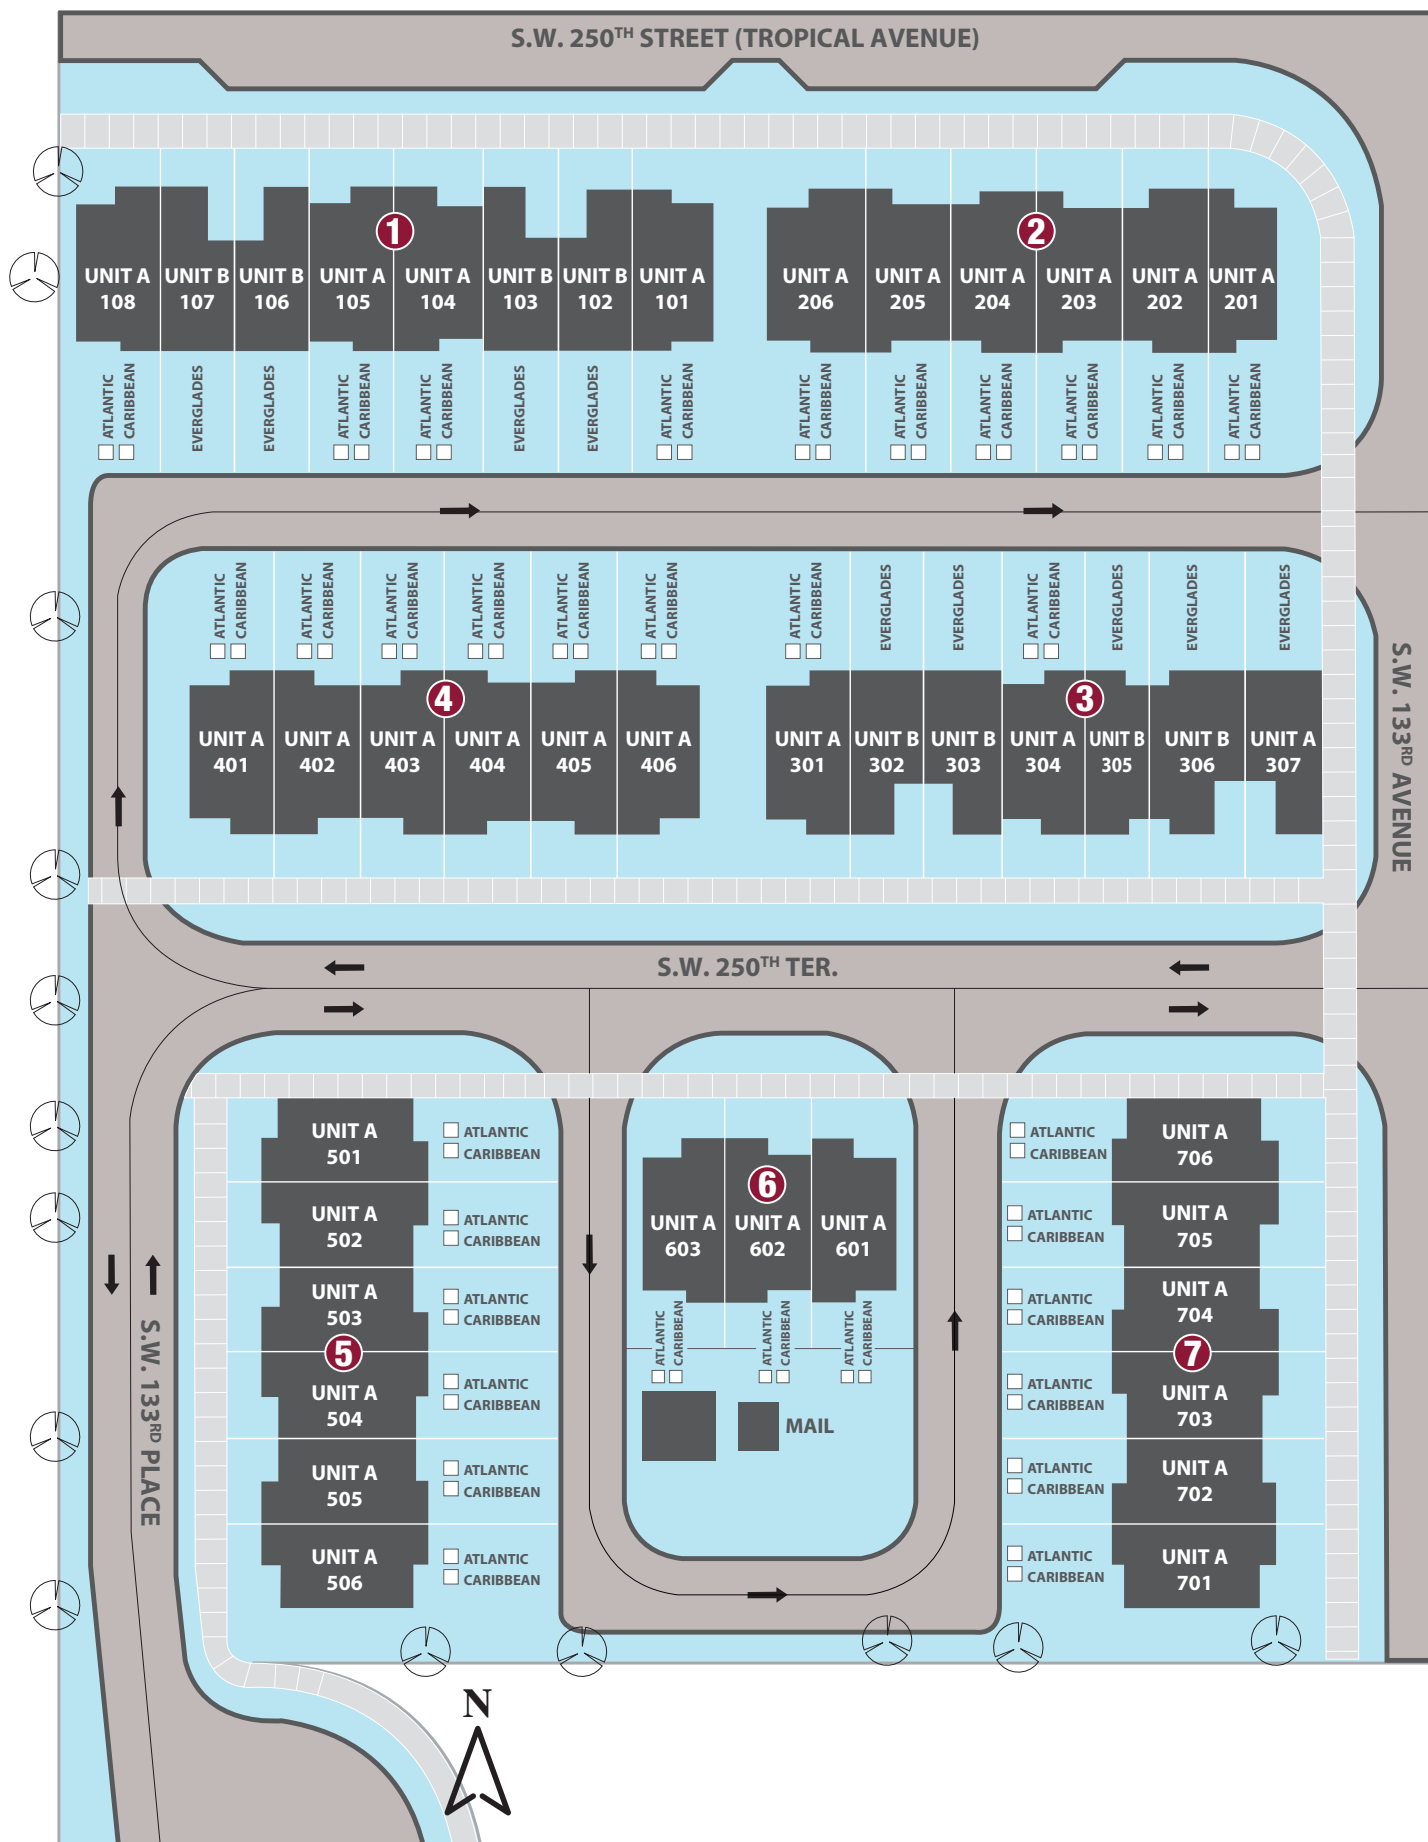 S.W. 250TH STREET (TROPICAL AVENUE)
1
2
UNIT A
108
UNIT B
107
UNIT B
106
UNIT A
105
UNIT A
104
UNIT B
103
UNIT B
102
UNIT A
101
UNIT A
206
UNIT A
205
UNIT A
204
UNIT A
203
UNIT A
202
UNIT A
201
ATLANTIC
CARIBBEAN
EVERGLADES
EVERGLADES
ATLANTIC
CARIBBEAN
ATLANTIC
CARIBBEAN
EVERGLADES
EVERGLADES
ATLANTIC
CARIBBEAN
ATLANTIC
CARIBBEAN
ATLANTIC
CARIBBEAN
ATLANTIC
CARIBBEAN
ATLANTIC
CARIBBEAN
ATLANTIC
CARIBBEAN
ATLANTIC
CARIBBEAN
ATLANTIC
CARIBBEAN
ATLANTIC
CARIBBEAN
ATLANTIC
CARIBBEAN
ATLANTIC
CARIBBEAN
ATLANTIC
CARIBBEAN
ATLANTIC
CARIBBEAN
ATLANTIC
CARIBBEAN
EVERGLADES
EVERGLADES
ATLANTIC
CARIBBEAN
EVERGLADES
EVERGLADES
EVERGLADES
4
3
UNIT A
401
UNIT A
402
UNIT A
403
UNIT A
404
UNIT A
405
UNIT A
406
UNIT A
301
UNIT B
302
UNIT B
303
UNIT A
304
UNIT B
305
UNIT B
306
UNIT A
307
S.W. 133RD AVENUE
S.W. 250TH TER.
UNIT A
501
ATLANTIC
CARIBBEAN
UNIT A
502
ATLANTIC
CARIBBEAN
UNIT A
503
ATLANTIC
CARIBBEAN
5
UNIT A
504
ATLANTIC
CARIBBEAN
UNIT A
505
ATLANTIC
CARIBBEAN
UNIT A
506
ATLANTIC
CARIBBEAN
S.W. 133RD PLACE
6
UNIT A
603
UNIT A
602
UNIT A
601
ATLANTIC
CARIBBEAN
ATLANTIC
CARIBBEAN
ATLANTIC
CARIBBEAN
MAIL
ATLANTIC
CARIBBEAN
UNIT A
706
ATLANTIC
CARIBBEAN
UNIT A
705
ATLANTIC
CARIBBEAN
UNIT A
704
7
ATLANTIC
CARIBBEAN
UNIT A
703
ATLANTIC
CARIBBEAN
UNIT A
702
ATLANTIC
CARIBBEAN
UNIT A
701
N